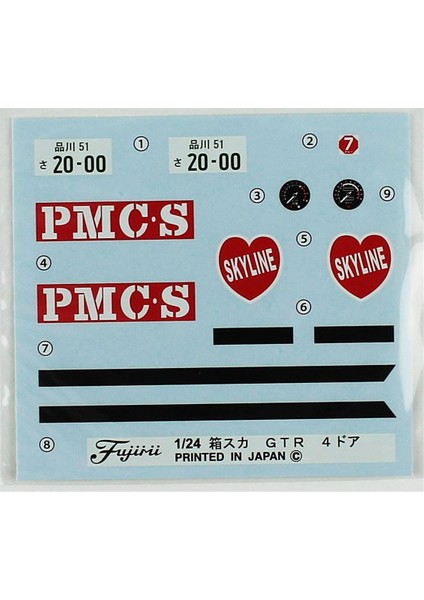 品川 51
さ 20-00
①
品川 51
さ 20-00
②
7
③
⑨
PMC·S
④
SKYLINE
⑤
SKYLINE
PMC·S
⑥
⑦
⑧
Fujimi
1/24 箱スカ GTR 4ドア
PRINTED IN JAPAN ©